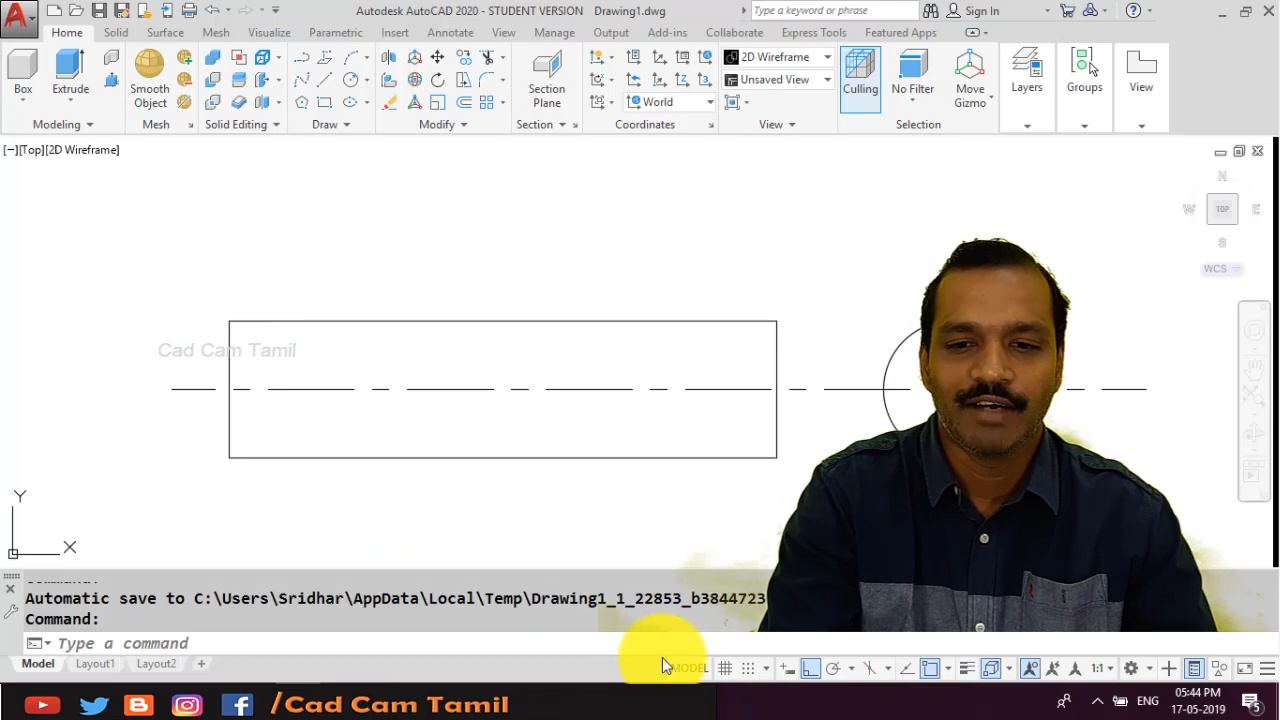 Autodesk AutoCAD 2020 - STUDENT VERSION Drawing1.dwg
Type a keyword or phrase
Sign In
Home Solid Surface Mesh Visualize Parametric Insert Annotate View Manage Output Add-ins Collaborate Express Tools Featured Apps
Box
Extrude
Smooth
Object
Section
Plane
2D Wireframe
Unsaved View
World
Culling
No Filter
Move
Gizmo
Layers
Groups
View
Modeling Mesh Solid Editing Draw Modify Section Coordinates View Selection
[−][Top][2D Wireframe]
N
W TOP E
S
WCS
Cad Cam Tamil
Y
X
Automatic save to C:\Users\Sridhar\AppData\Local\Temp\Drawing1_1_22853_b3844723
Command:
Type a command
Model Layout1 Layout2 +
MODEL
1:1
/Cad Cam Tamil
ENG
05:44 PM
17-05-2019
5